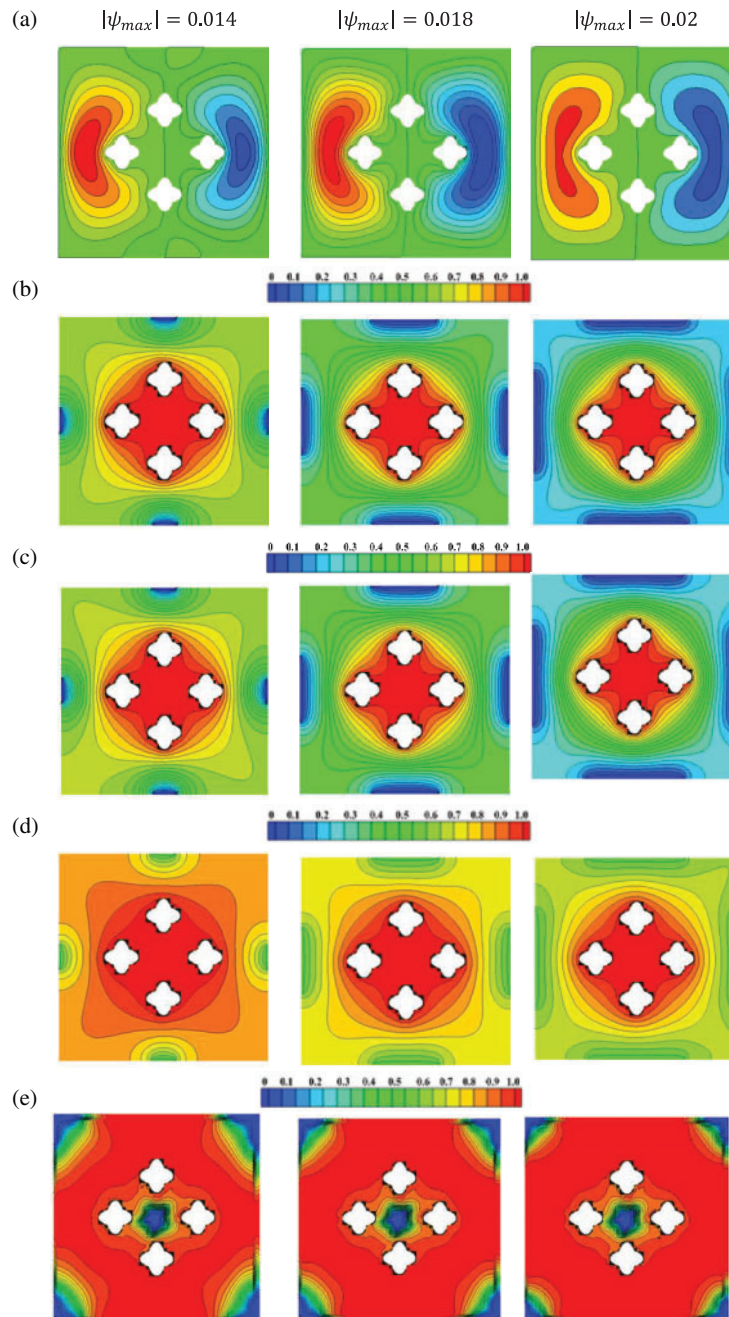 (a) |ψmax| = 0.014 |ψmax| = 0.018 |ψmax| = 0.02
(b) 0 0.1 0.2 0.3 0.4 0.5 0.6 0.7 0.8 0.9 1.0
(c) 0 0.1 0.2 0.3 0.4 0.5 0.6 0.7 0.8 0.9 1.0
(d) 0 0.1 0.2 0.3 0.4 0.5 0.6 0.7 0.8 0.9 1.0
(e) 0 0.1 0.2 0.3 0.4 0.5 0.6 0.7 0.8 0.9 1.0